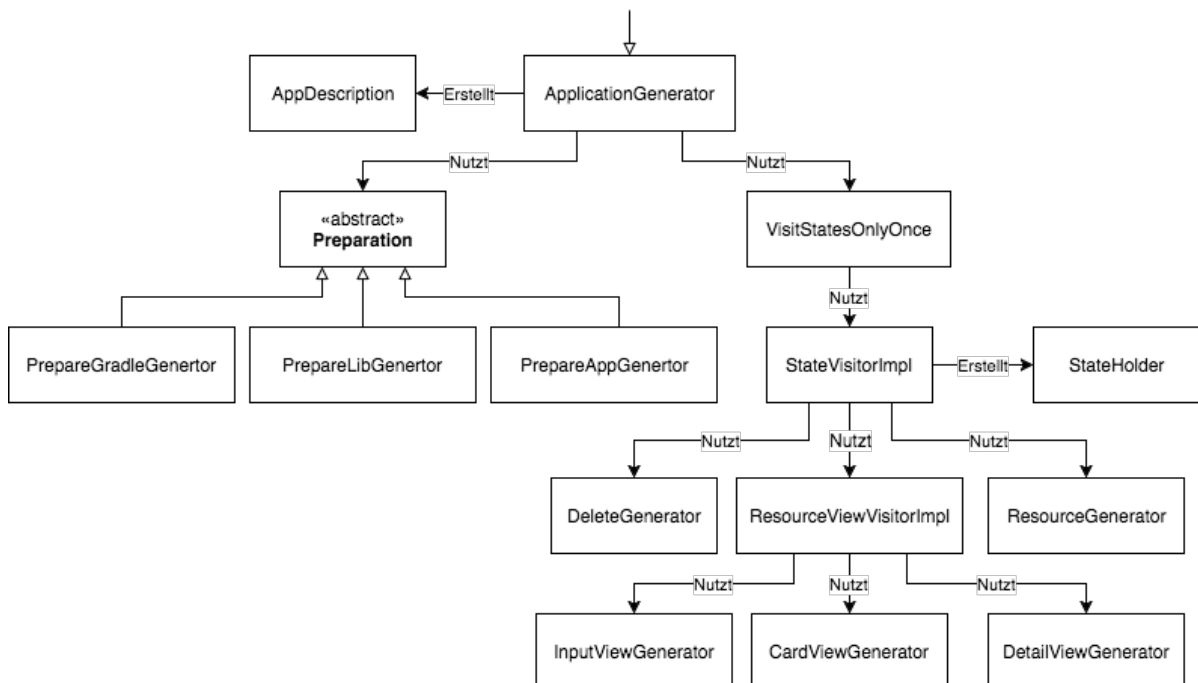 AppDescription
Erstellt
ApplicationGenerator
Nutzt
Nutzt
«abstract»
Preparation
VisitStatesOnlyOnce
Nutzt
PrepareGradleGenertor
PrepareLibGenertor
PrepareAppGenertor
StateVisitorImpl
Erstellt
StateHolder
Nutzt
Nutzt
Nutzt
DeleteGenerator
ResourceViewVisitorImpl
ResourceGenerator
Nutzt
Nutzt
Nutzt
InputViewGenerator
CardViewGenerator
DetailViewGenerator